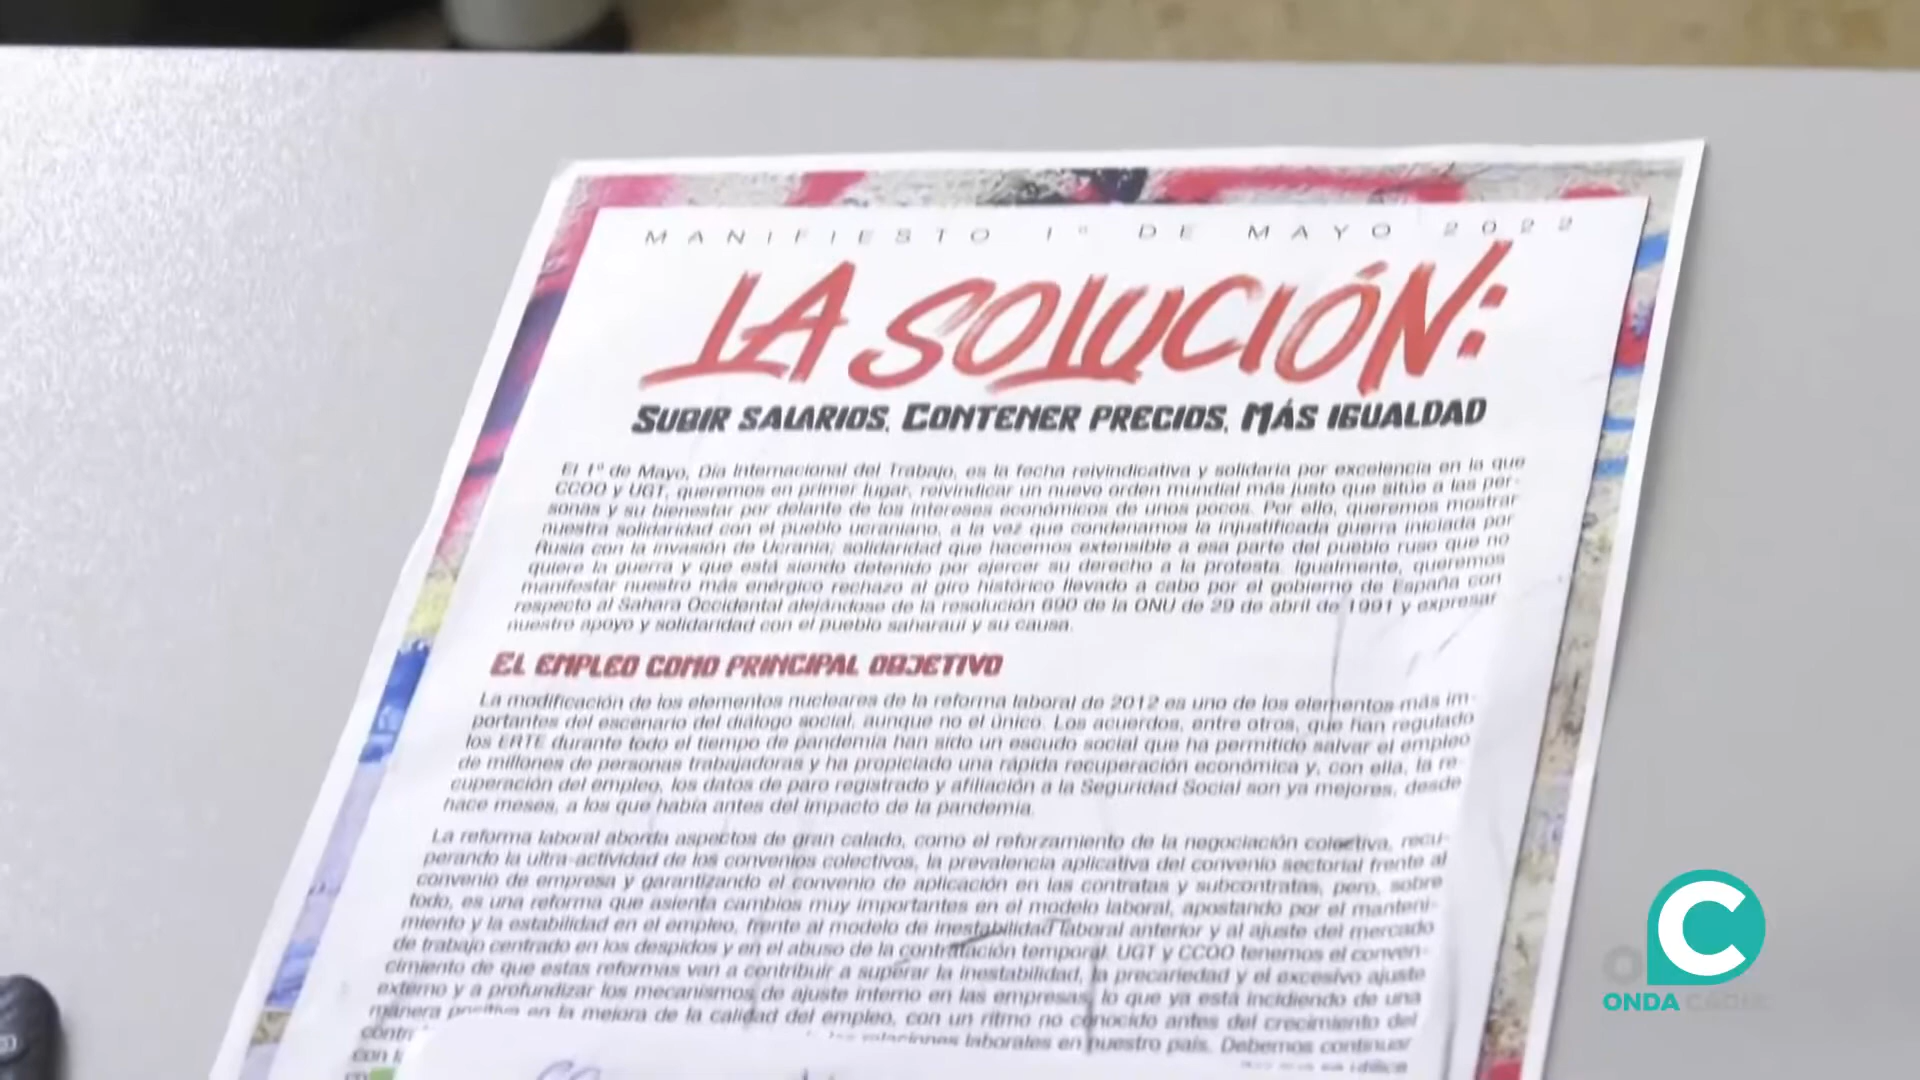 MANIFIESTO 1º DE MAYO 2022
LA SOLUCIÓN:
SUBIR SALARIOS, CONTENER PRECIOS, MÁS IGUALDAD
El 1º de Mayo, Día Internacional del Trabajo, es la fecha reivindicativa y solidaria por excelencia en la que
CCOO y UGT, queremos en primer lugar, reivindicar un nuevo orden mundial más justo que sitúe a las per-
sonas y su bienestar por delante de los intereses económicos de unos pocos. Por ello, queremos mostrar
nuestra solidaridad con el pueblo ucraniano, a la vez que condenamos la injustificada guerra iniciada por
Rusia con la invasión de Ucrania; solidaridad que hacemos extensible a esa parte del pueblo ruso que no
quiere la guerra y que está siendo detenido por ejercer su derecho a la protesta. Igualmente, queremos
manifestar nuestro más enérgico rechazo al giro histórico llevado a cabo por el gobierno de España con
respecto al Sahara Occidental alejándose de la resolución 690 de la ONU de 29 de abril de 1991 y expresar
nuestro apoyo y solidaridad con el pueblo saharaui y su causa.
EL EMPLEO COMO PRINCIPAL OBJETIVO
La modificación de los elementos nucleares de la reforma laboral de 2012 es uno de los elementos más im-
portantes del escenario del diálogo social, aunque no el único. Los acuerdos, entre otros, que han regulado
los ERTE durante todo el tiempo de pandemia han sido un escudo social que ha permitido salvar el empleo
de millones de personas trabajadoras y ha propiciado una rápida recuperación económica y, con ella, la re-
cuperación del empleo, los datos de paro registrado y afiliación a la Seguridad Social son ya mejores, desde
hace meses, a los que había antes del impacto de la pandemia.
La reforma laboral aborda aspectos de gran calado, como el reforzamiento de la negociación colectiva, recu-
perando la ultra-actividad de los convenios colectivos, la prevalencia aplicativa del convenio sectorial frente al
convenio de empresa y garantizando el convenio de aplicación en las contratas y subcontratas, pero, sobre
todo, es una reforma que asienta cambios muy importantes en el modelo laboral, apostando por el manteni-
miento y la estabilidad en el empleo, frente al modelo de inestabilidad laboral anterior y al ajuste del mercado
de trabajo centrado en los despidos y en el abuso de la contratación temporal. UGT y CCOO tenemos el conven-
cimiento de que estas reformas van a contribuir a superar la inestabilidad, la precariedad y el excesivo ajuste
externo y a profundizar los mecanismos de ajuste interno en las empresas, lo que ya está incidiendo de una
manera positiva en la mejora de la calidad del empleo, con un ritmo no conocido antes del crecimiento del
laborales en nuestro país. Debemos continuar
con
C
ONDA CÁDIZ